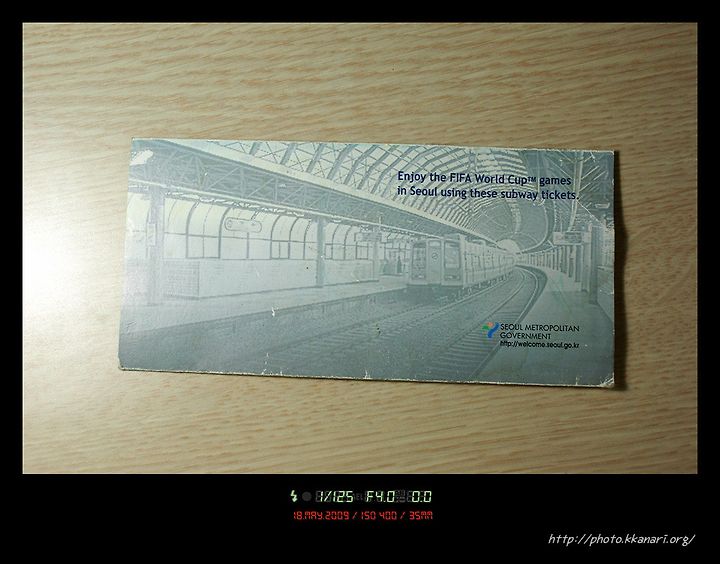 Enjoy the FIFA World Cup™ games
in Seoul using these subway tickets.
SEOUL METROPOLITAN
GOVERNMENT
http://welcome.seoul.go.kr
1/125 F4.0 0.0
18.MAY.2009 / ISO 400 / 35MM
http://photo.kkanari.org/